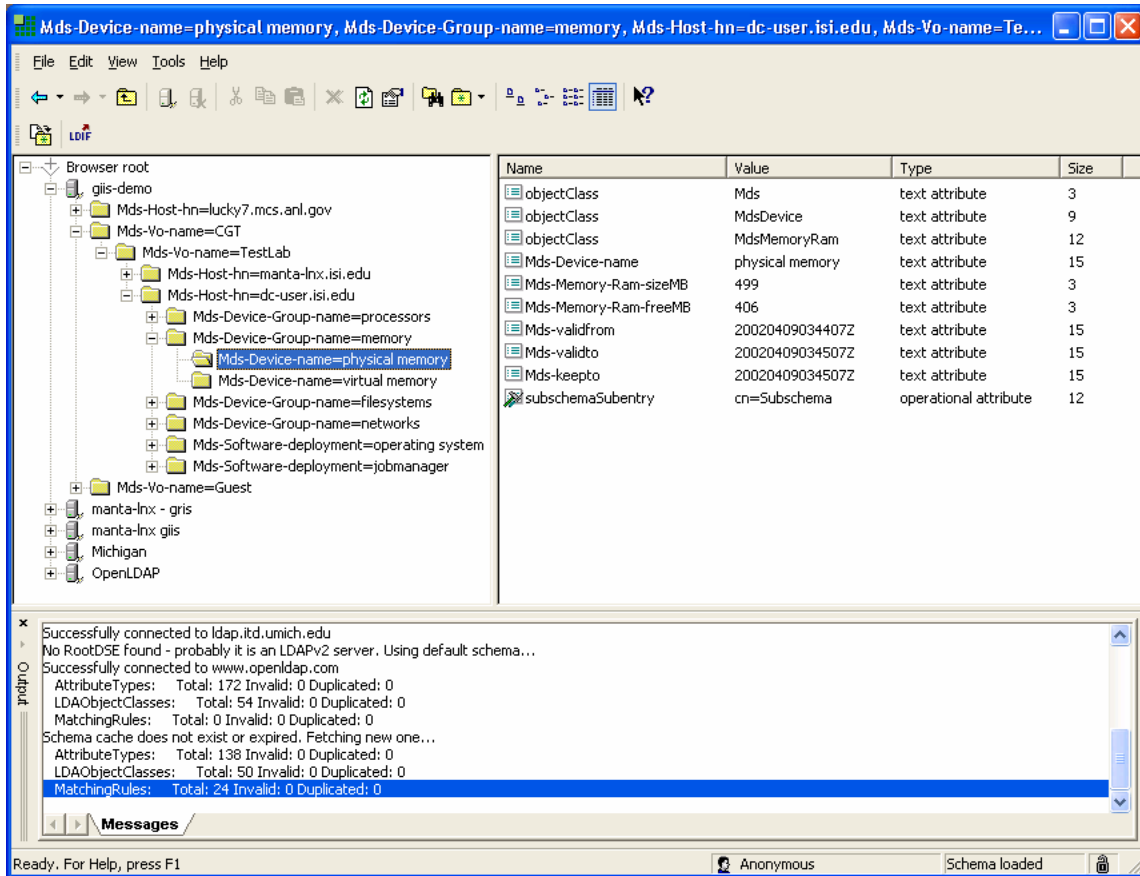 Mds-Device-name=physical memory, Mds-Device-Group-name=memory, Mds-Host-hn=dc-user.isi.edu, Mds-Vo-name=Te...
File Edit View Tools Help
LDIF
Browser root
giis-demo
Mds-Host-hn=lucky7.mcs.anl.gov
Mds-Vo-name=CGT
Mds-Vo-name=TestLab
Mds-Host-hn=manta-lnx.isi.edu
Mds-Host-hn=dc-user.isi.edu
Mds-Device-Group-name=processors
Mds-Device-Group-name=memory
Mds-Device-name=physical memory
Mds-Device-name=virtual memory
Mds-Device-Group-name=filesystems
Mds-Device-Group-name=networks
Mds-Software-deployment=operating system
Mds-Software-deployment=jobmanager
Mds-Vo-name=Guest
manta-lnx - gris
manta-lnx giis
Michigan
OpenLDAP
Name Value Type Size
objectClass Mds text attribute 3
objectClass MdsDevice text attribute 9
objectClass MdsMemoryRam text attribute 12
Mds-Device-name physical memory text attribute 15
Mds-Memory-Ram-sizeMB 499 text attribute 3
Mds-Memory-Ram-freeMB 406 text attribute 3
Mds-validfrom 20020409034407Z text attribute 15
Mds-validto 20020409034507Z text attribute 15
Mds-keepto 20020409034507Z text attribute 15
subschemaSubentry cn=Subschema operational attribute 12
Output
Successfully connected to ldap.itd.umich.edu
No RootDSE found - probably it is an LDAPv2 server. Using default schema...
Successfully connected to www.openldap.com
AttributeTypes: Total: 172 Invalid: 0 Duplicated: 0
LDAObjectClasses: Total: 54 Invalid: 0 Duplicated: 0
MatchingRules: Total: 0 Invalid: 0 Duplicated: 0
Schema cache does not exist or expired. Fetching new one...
AttributeTypes: Total: 138 Invalid: 0 Duplicated: 0
LDAObjectClasses: Total: 50 Invalid: 0 Duplicated: 0
MatchingRules: Total: 24 Invalid: 0 Duplicated: 0
Messages
Ready. For Help, press F1 Anonymous Schema loaded